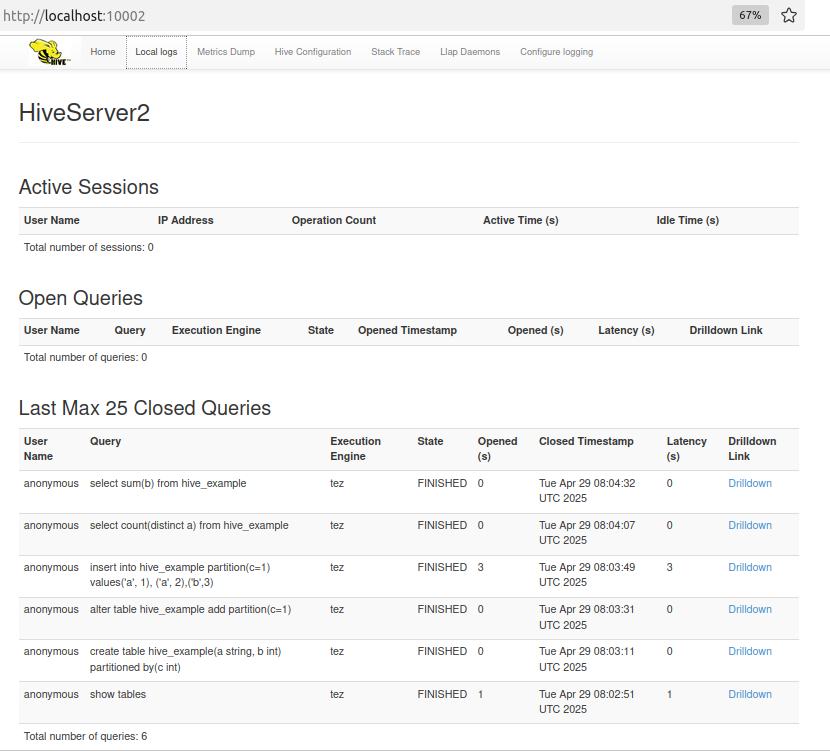 http://localhost:10002 67%
HIVE Home Local logs Metrics Dump Hive Configuration Stack Trace Llap Daemons Configure logging
HiveServer2
Active Sessions
User Name IP Address Operation Count Active Time (s) Idle Time (s)
Total number of sessions: 0
Open Queries
User Name Query Execution Engine State Opened Timestamp Opened (s) Latency (s) Drilldown Link
Total number of queries: 0
Last Max 25 Closed Queries
User Query Execution State Opened Closed Timestamp Latency Drilldown
Name Engine (s) (s) Link
anonymous select sum(b) from hive_example tez FINISHED 0 Tue Apr 29 08:04:32 0 Drilldown
UTC 2025
anonymous select count(distinct a) from hive_example tez FINISHED 0 Tue Apr 29 08:04:07 0 Drilldown
UTC 2025
anonymous insert into hive_example partition(c=1) tez FINISHED 3 Tue Apr 29 08:03:49 3 Drilldown
values('a', 1), ('a', 2),('b',3) UTC 2025
anonymous alter table hive_example add partition(c=1) tez FINISHED 0 Tue Apr 29 08:03:31 0 Drilldown
UTC 2025
anonymous create table hive_example(a string, b int) tez FINISHED 0 Tue Apr 29 08:03:11 0 Drilldown
partitioned by(c int) UTC 2025
anonymous show tables tez FINISHED 1 Tue Apr 29 08:02:51 1 Drilldown
UTC 2025
Total number of queries: 6